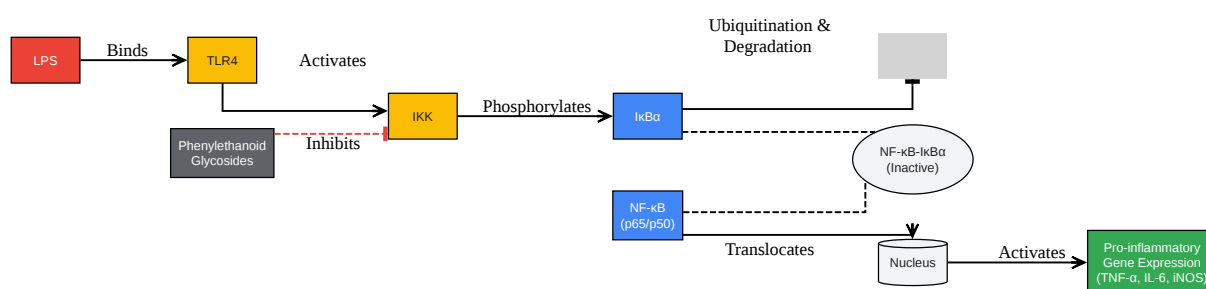 Ubiquitination &
Degradation
LPS
Binds
TLR4
Activates
IKK
Phosphorylates
IκBα
Phenylethanoid
Glycosides
Inhibits
NF-κB-IκBα
(Inactive)
NF-κB
(p65/p50)
Translocates
Nucleus
Activates
Pro-inflammatory
Gene Expression
(TNF-α, IL-6, iNOS)